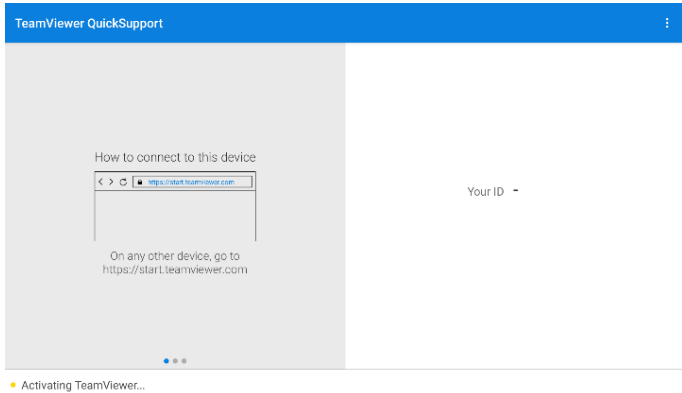 TeamViewer QuickSupport
How to connect to this device
https://start.teamviewer.com
On any other device, go to
https://start.teamviewer.com
Your ID -
Activating TeamViewer...